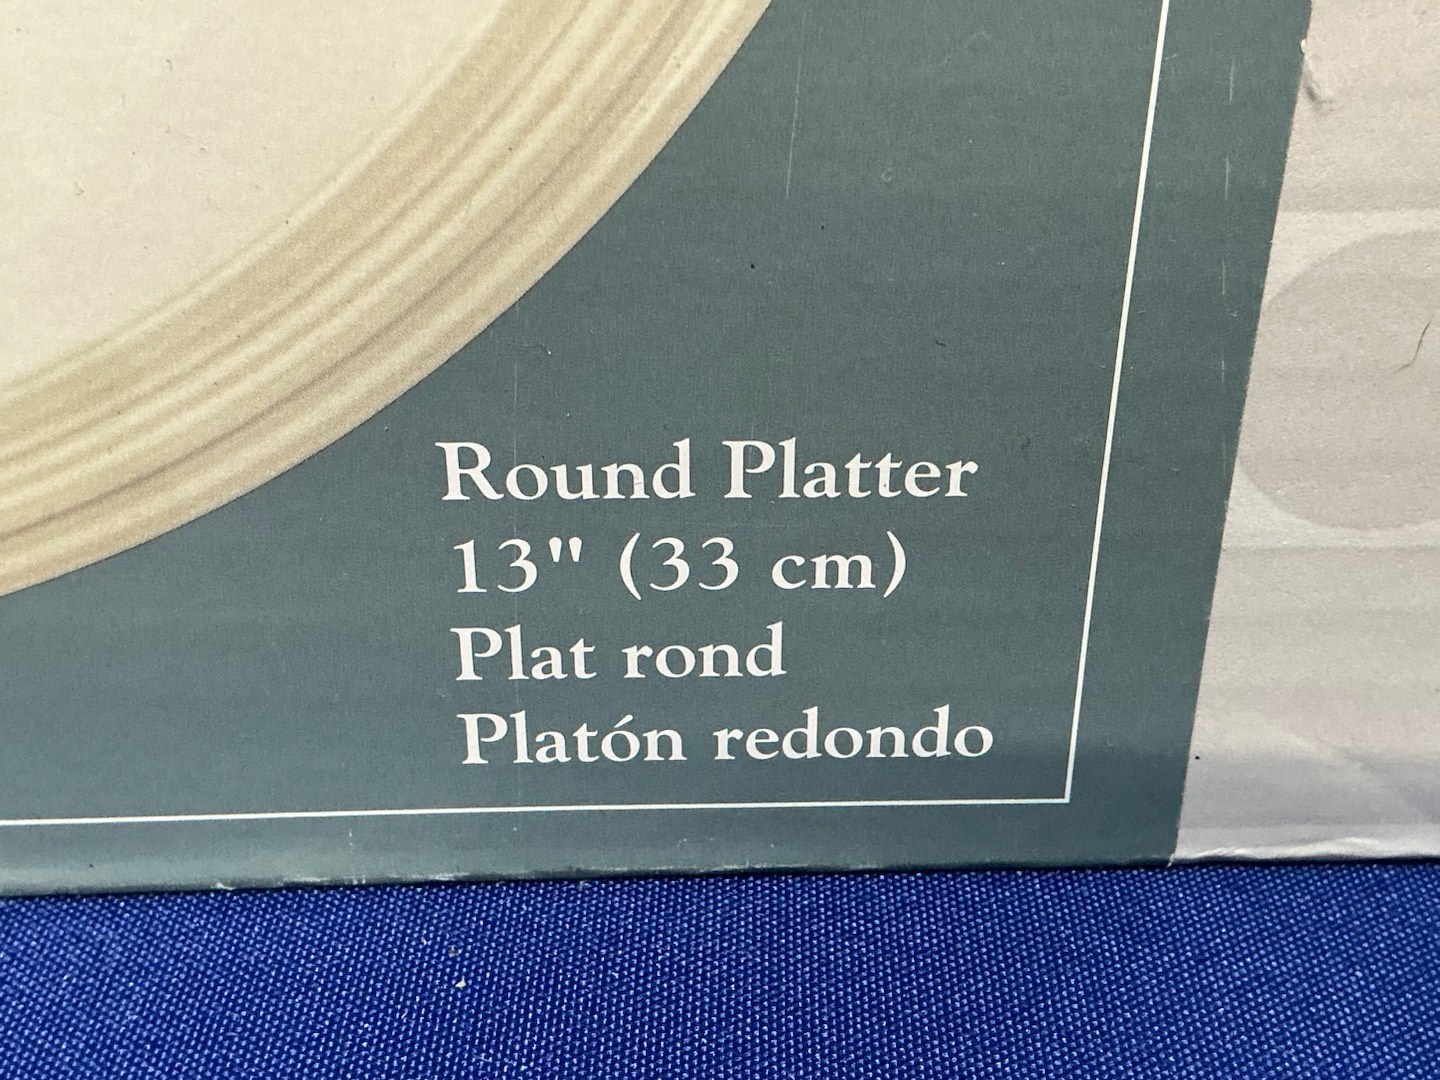 Round Platter
13" (33 cm)
Plat rond
Platón redondo